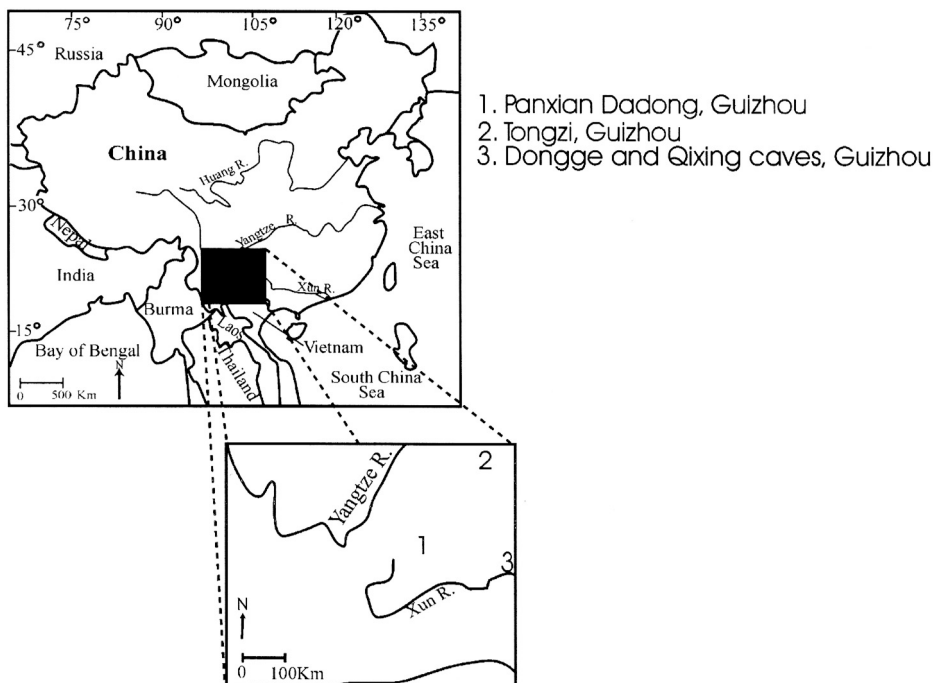 75° 90° 105° 120° 135°
45°
Russia
Mongolia
China
Huang R.
30°
Nepal
Yangtze R.
East
China
Sea
India
Xun R.
Burma
Laos
15°
Vietnam
Bay of Bengal
Thailand
South China
Sea
N
0 500 Km
1. Panxian Dadong, Guizhou
2. Tongzi, Guizhou
3. Dongge and Qixing caves, Guizhou
2
Yangtze R.
1
3
Xun R.
N
0 100Km